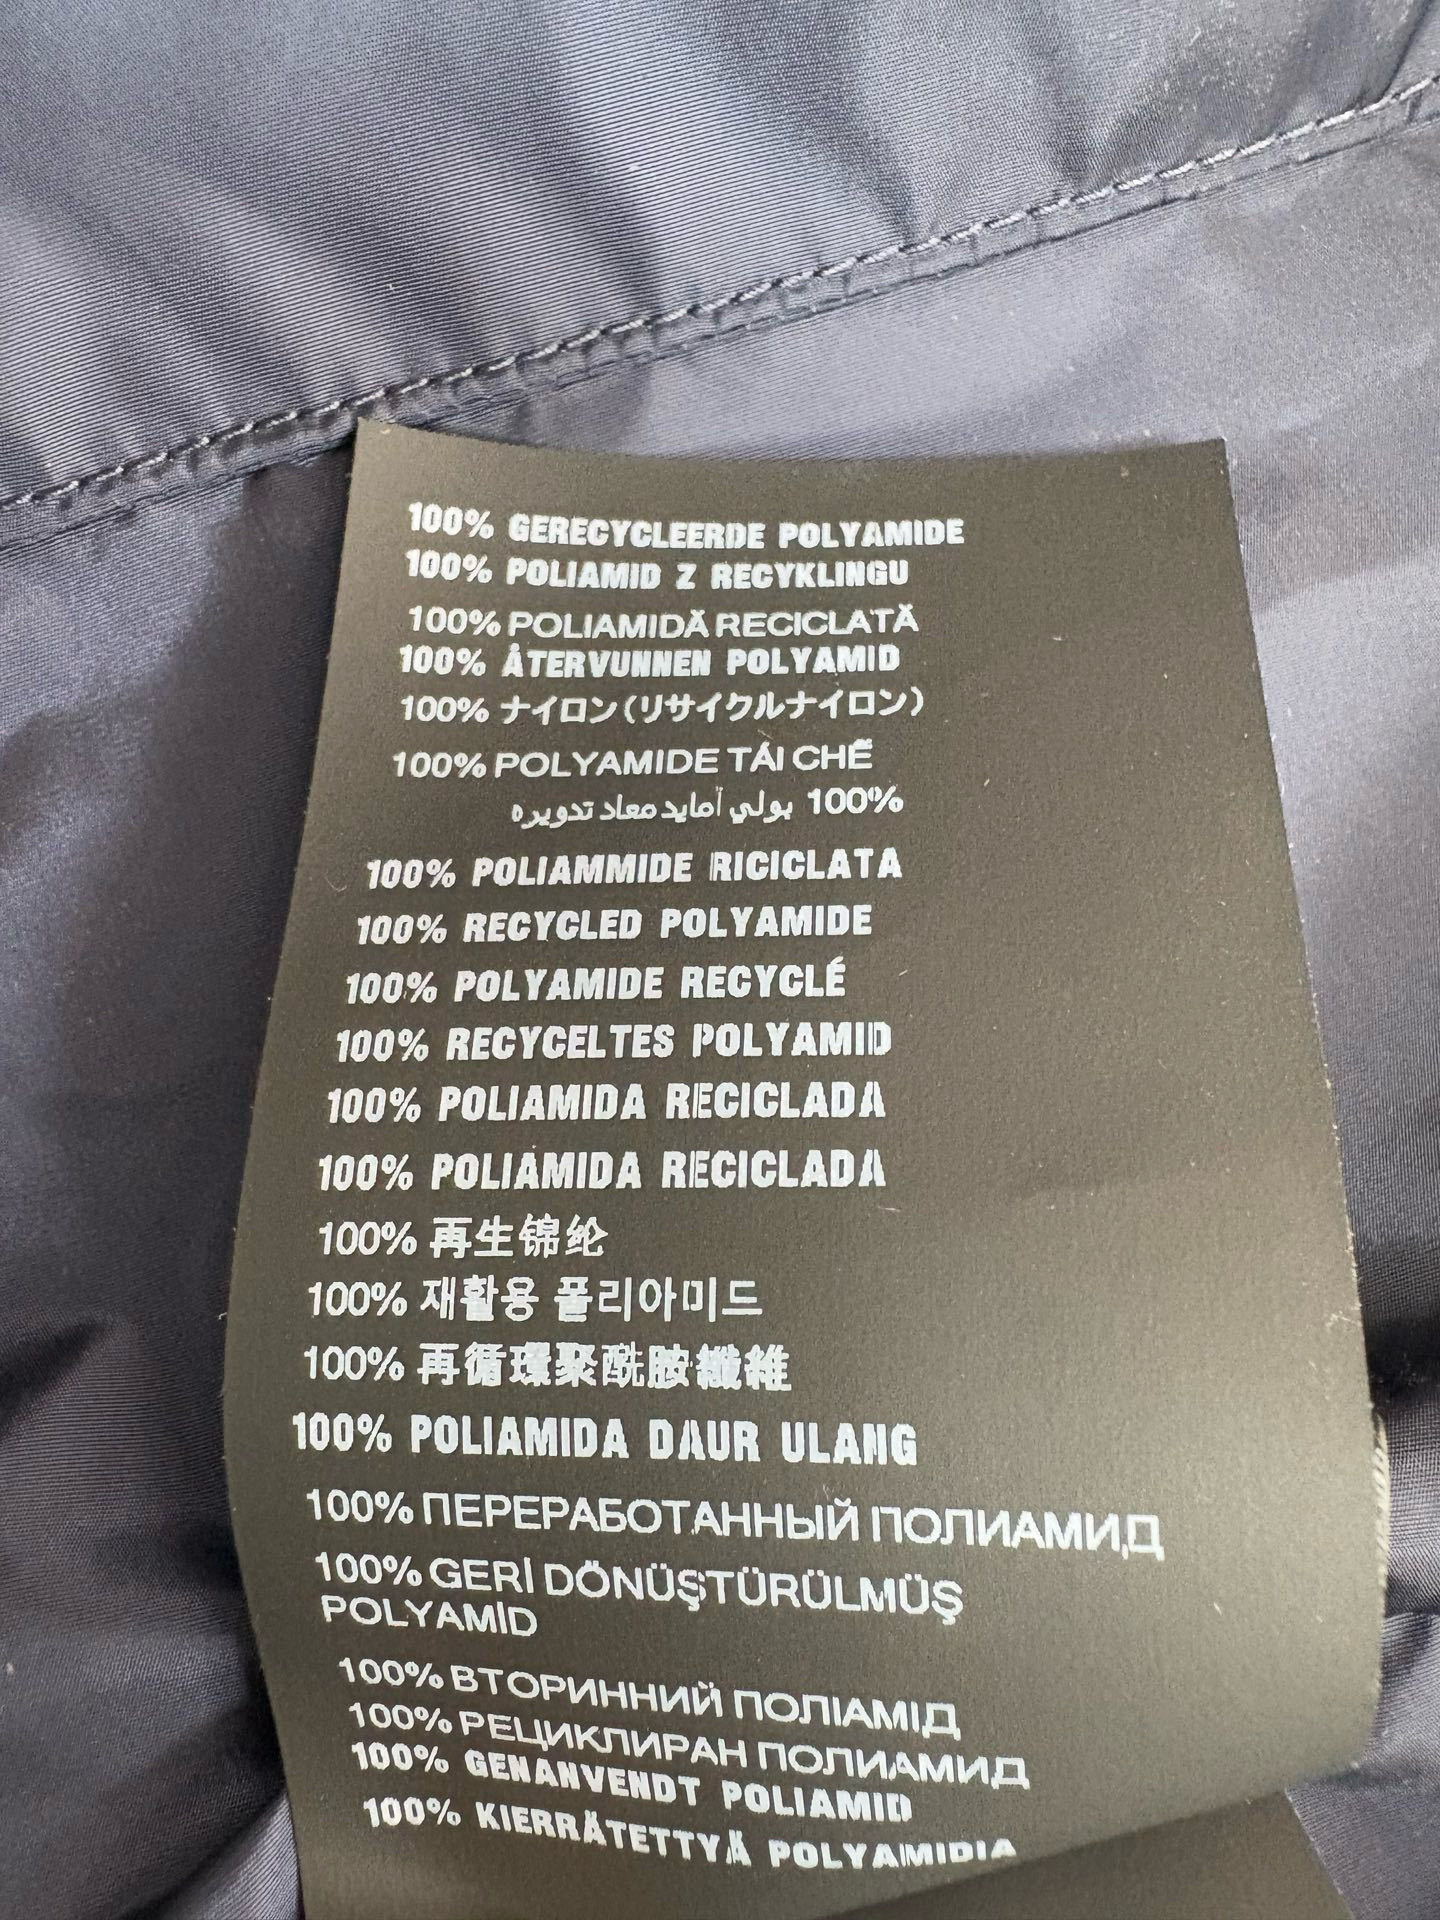 100% GERECYCLEERDE POLYAMIDE
100% POLIAMID Z RECYKLINGU
100% POLIAMIDĂ RECICLATĂ
100% ÅTERVUNNEN POLYAMID
100% ナイロン(リサイクルナイロン)
100% POLYAMIDE TÁI CHẾ
100% بولي أمايد معاد تدويره
100% POLIAMMIDE RICICLATA
100% RECYCLED POLYAMIDE
100% POLYAMIDE RECYCLÉ
100% RECYCELTES POLYAMID
100% POLIAMIDA RECICLADA
100% POLIAMIDA RECICLADA
100% 再生锦纶
100% 재활용 폴리아미드
100% 再循環聚酰胺纖維
100% POLIAMIDA DAUR ULANG
100% ПЕРЕРАБОТАННЫЙ ПОЛИАМИД
100% GERİ DÖNÜŞTÜRÜLMÜŞ
POLYAMİD
100% ВТОРИННИЙ ПОЛІАМІД
100% РЕЦИКЛИРАН ПОЛИАМИД
100% GENANVENDT POLIAMID
100% KIERRÄTETTYÄ POLYAMIDIA